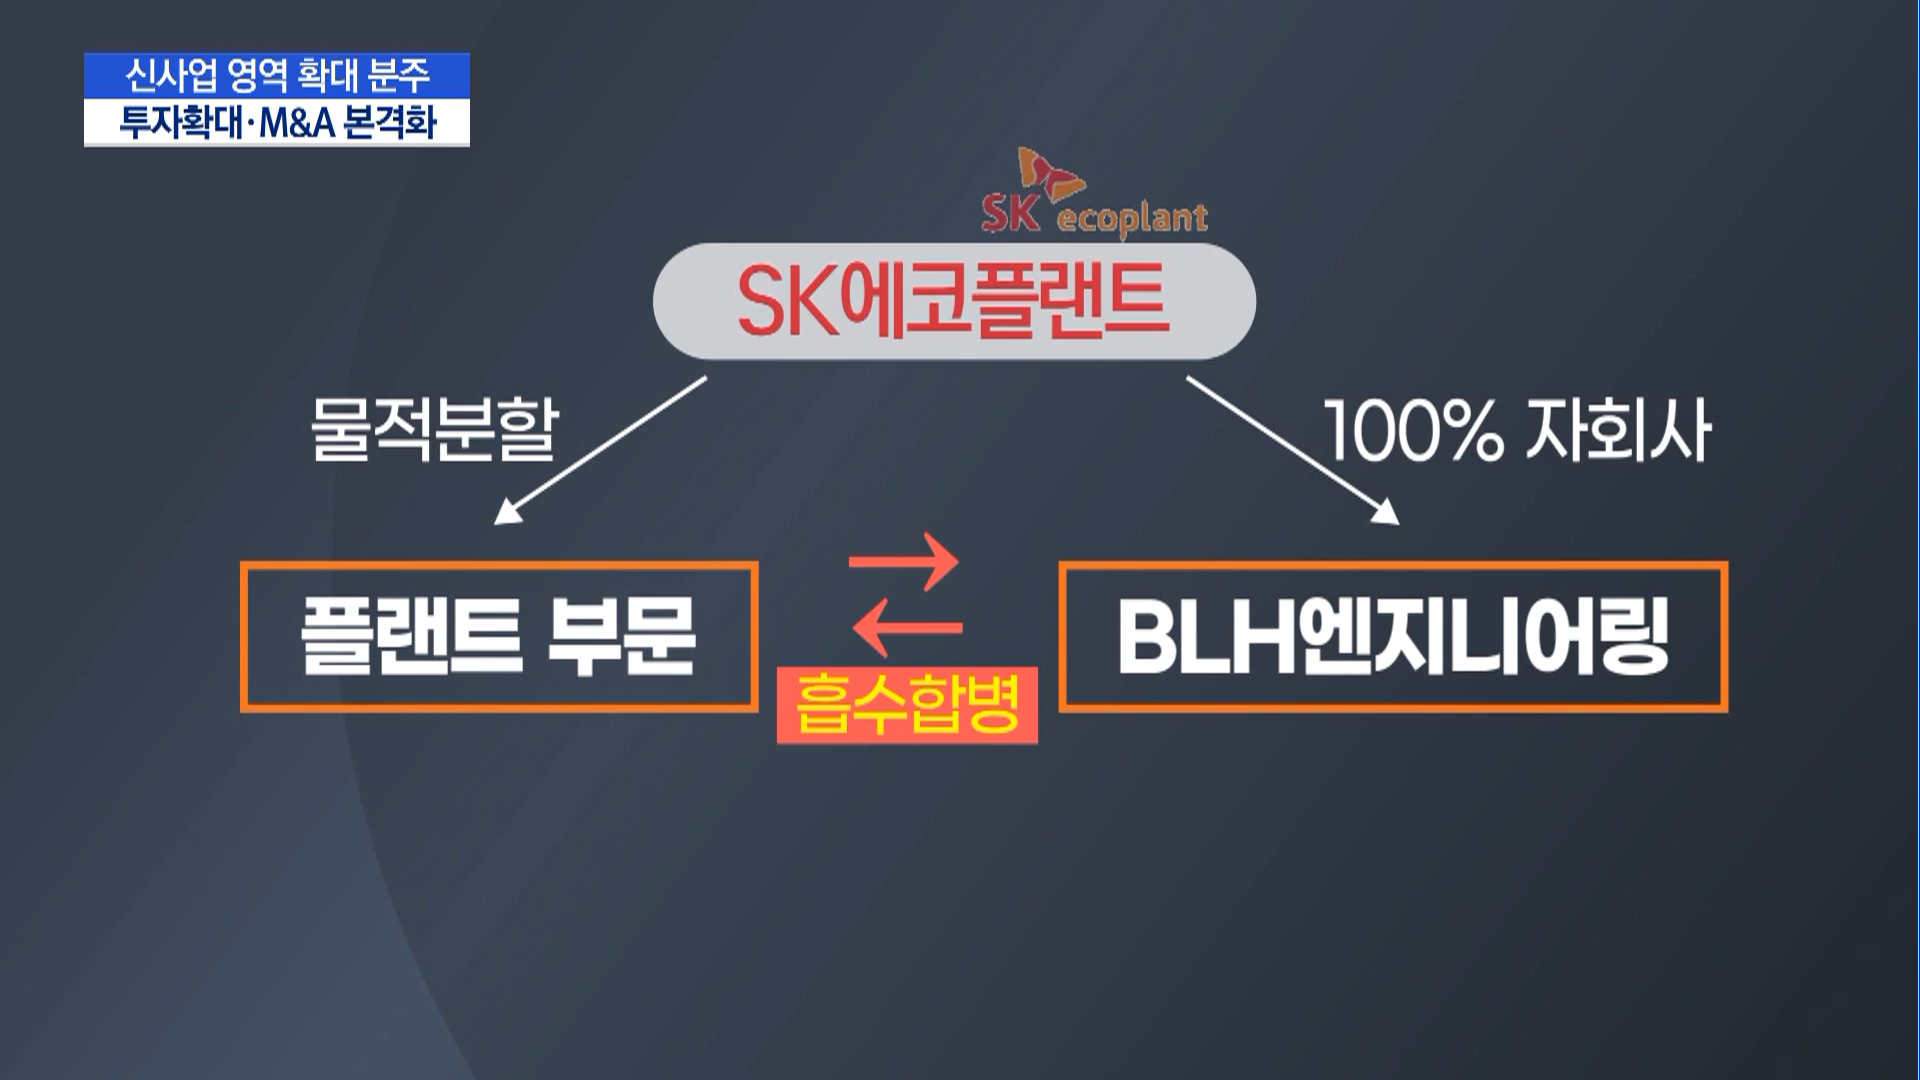 신사업 영역 확대 분주
투자확대·M&A 본격화
SK ecoplant
SK에코플랜트
물적분할
100% 자회사
플랜트 부문
BLH엔지니어링
흡수합병